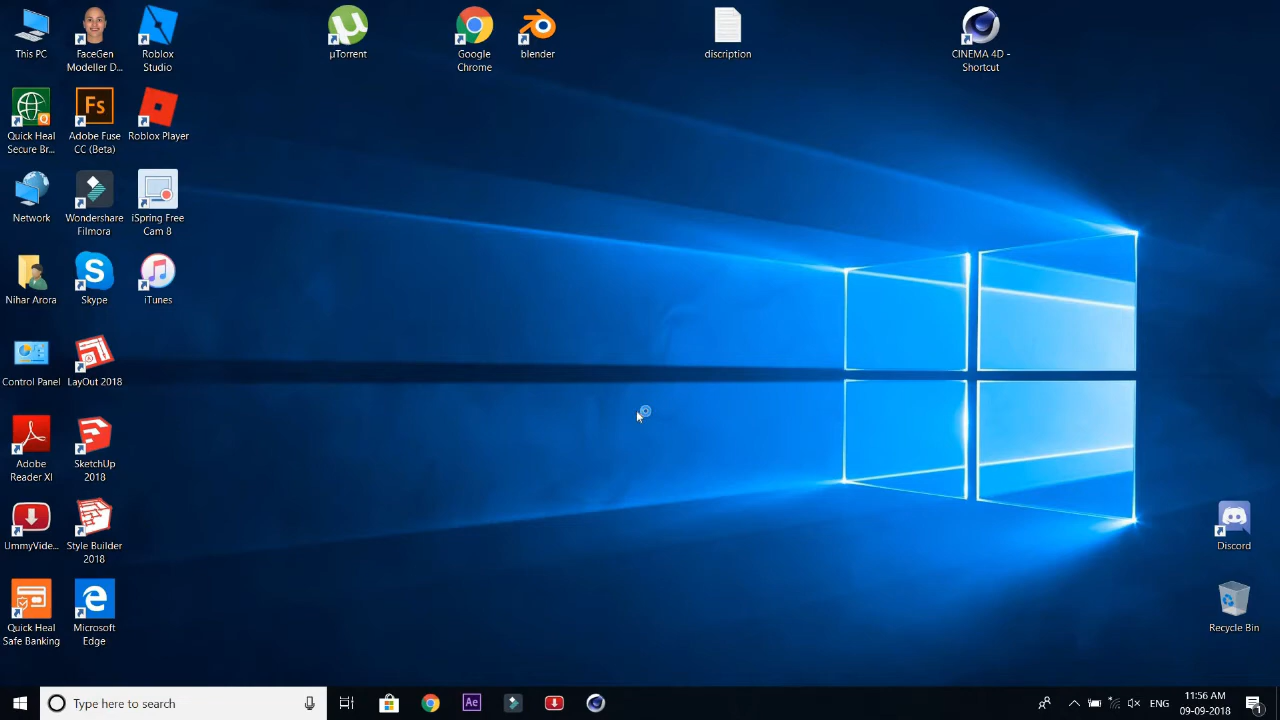 This PC
FaceGen
Modeller D...
Roblox
Studio
µTorrent
Google
Chrome
blender
discription
CINEMA 4D -
Shortcut
Quick Heal
Secure Br...
Adobe Fuse
CC (Beta)
Roblox Player
Network
Wondershare
Filmora
iSpring Free
Cam 8
Nihar Arora
Skype
iTunes
Control Panel
LayOut 2018
Adobe
Reader XI
SketchUp
2018
UmmyVide...
Style Builder
2018
Discord
Quick Heal
Safe Banking
Microsoft
Edge
Recycle Bin
Type here to search
Ae
ENG
11:56 AM
09-09-2018
1
Fs